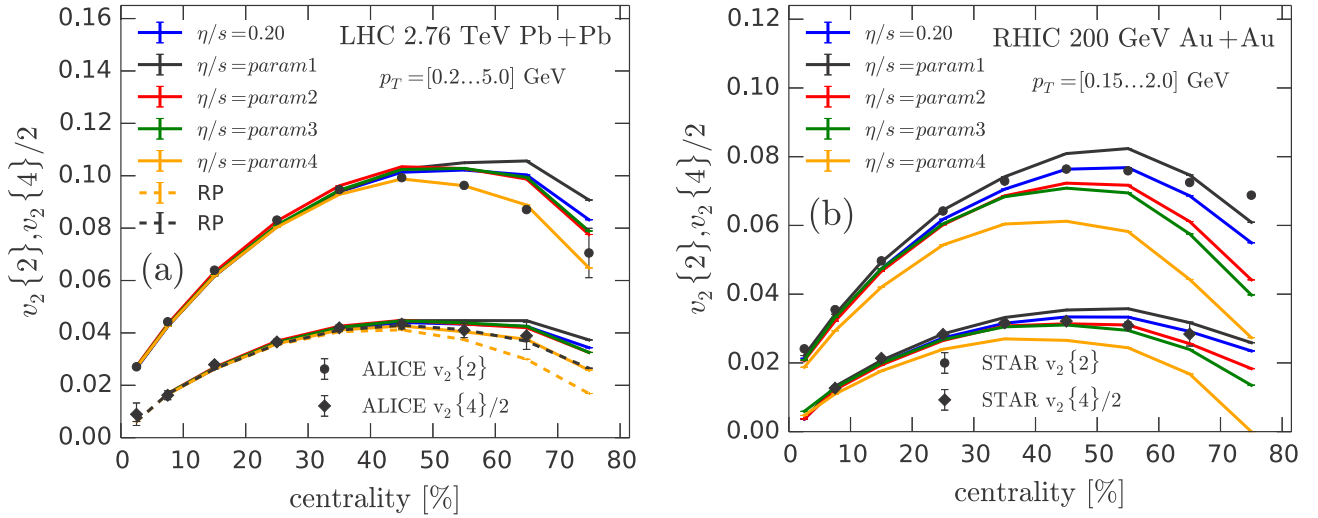 LHC 2.76 TeV Pb+Pb
p_T=[0.2...5.0] GeV
η/s=0.20
η/s=param1
η/s=param2
η/s=param3
η/s=param4
RP
RP
(a)
ALICE v₂{2}
ALICE v₂{4}/2
v₂{2},v₂{4}/2
0.16
0.14
0.12
0.10
0.08
0.06
0.04
0.02
0.00
0 10 20 30 40 50 60 70 80
centrality [%]
RHIC 200 GeV Au+Au
p_T=[0.15...2.0] GeV
η/s=0.20
η/s=param1
η/s=param2
η/s=param3
η/s=param4
(b)
STAR v₂{2}
STAR v₂{4}/2
v₂{2},v₂{4}/2
0.12
0.10
0.08
0.06
0.04
0.02
0.00
0 10 20 30 40 50 60 70 80
centrality [%]